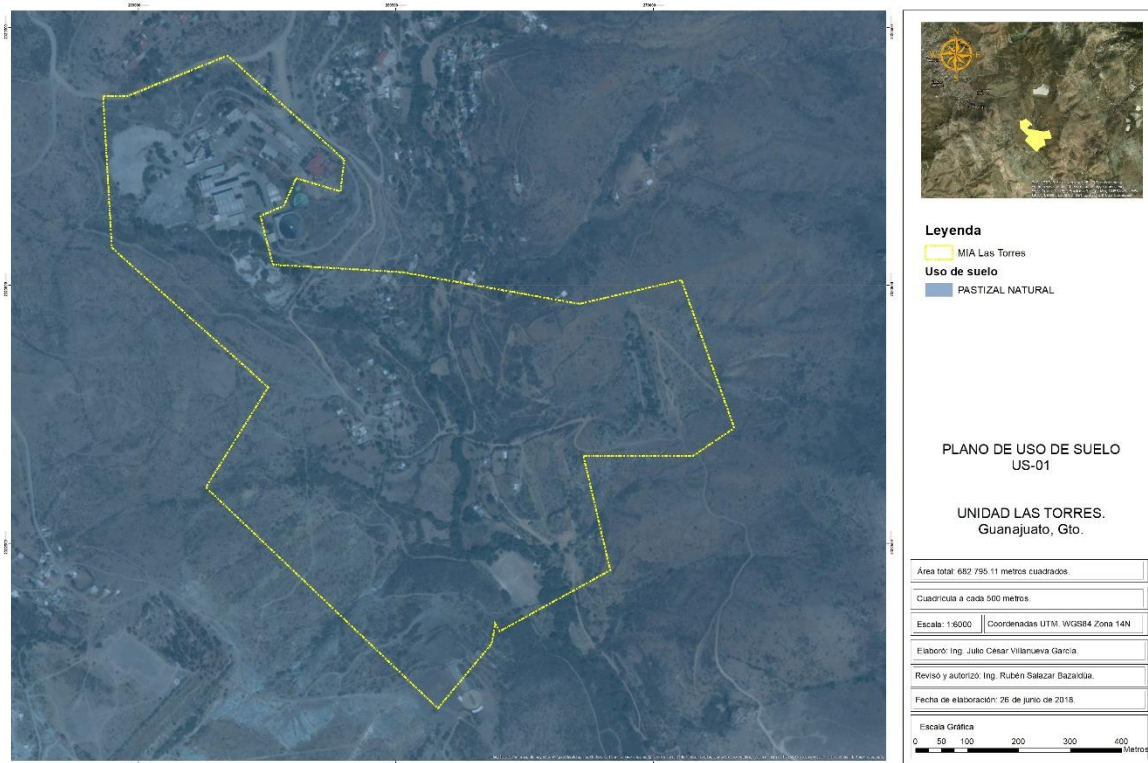 Leyenda
MIA Las Torres
Uso de suelo
PASTIZAL NATURAL
PLANO DE USO DE SUELO
US-01
UNIDAD LAS TORRES.
Guanajuato, Gto.
Área total: 682 795.11 metros cuadrados.
Cuadrícula a cada 500 metros.
Escala: 1:6000
Coordenadas UTM. WGS84 Zona 14N
Elaboró: Ing. Julio César Villanueva García.
Revisó y autorizó: Ing. Rubén Salazar Bazaldúa.
Fecha de elaboración: 26 de junio de 2018.
Escala Gráfica
0 50 100 200 300 400
Metros